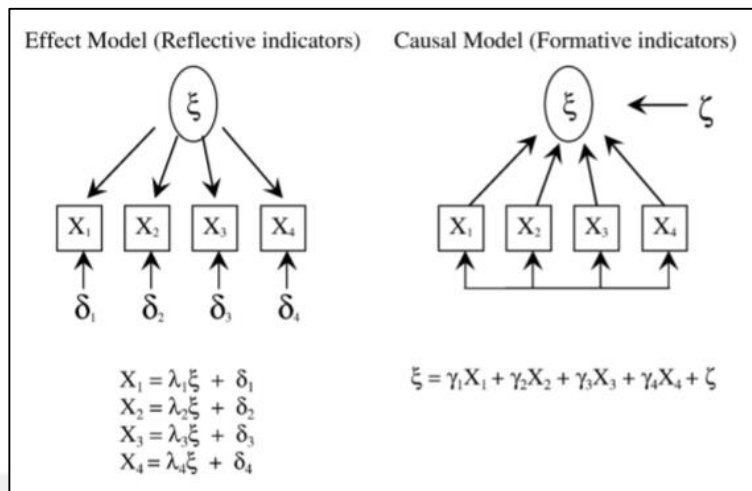 Effect Model (Reflective indicators)
ξ
X₁ X₂ X₃ X₄
δ₁ δ₂ δ₃ δ₄
X₁ = λ₁ξ + δ₁
X₂ = λ₂ξ + δ₂
X₃ = λ₃ξ + δ₃
X₄ = λ₄ξ + δ₄
Causal Model (Formative indicators)
ξ ζ
X₁ X₂ X₃ X₄
ξ = γ₁X₁ + γ₂X₂ + γ₃X₃ + γ₄X₄ + ζ